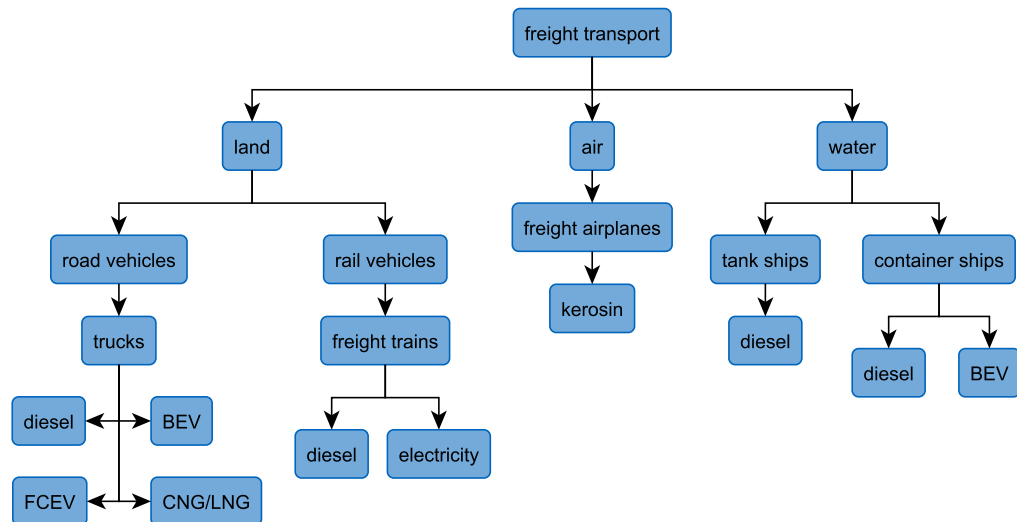 freight transport
land
air
water
road vehicles
rail vehicles
freight airplanes
tank ships
container ships
trucks
freight trains
kerosin
diesel
diesel
BEV
diesel
BEV
diesel
electricity
FCEV
CNG/LNG